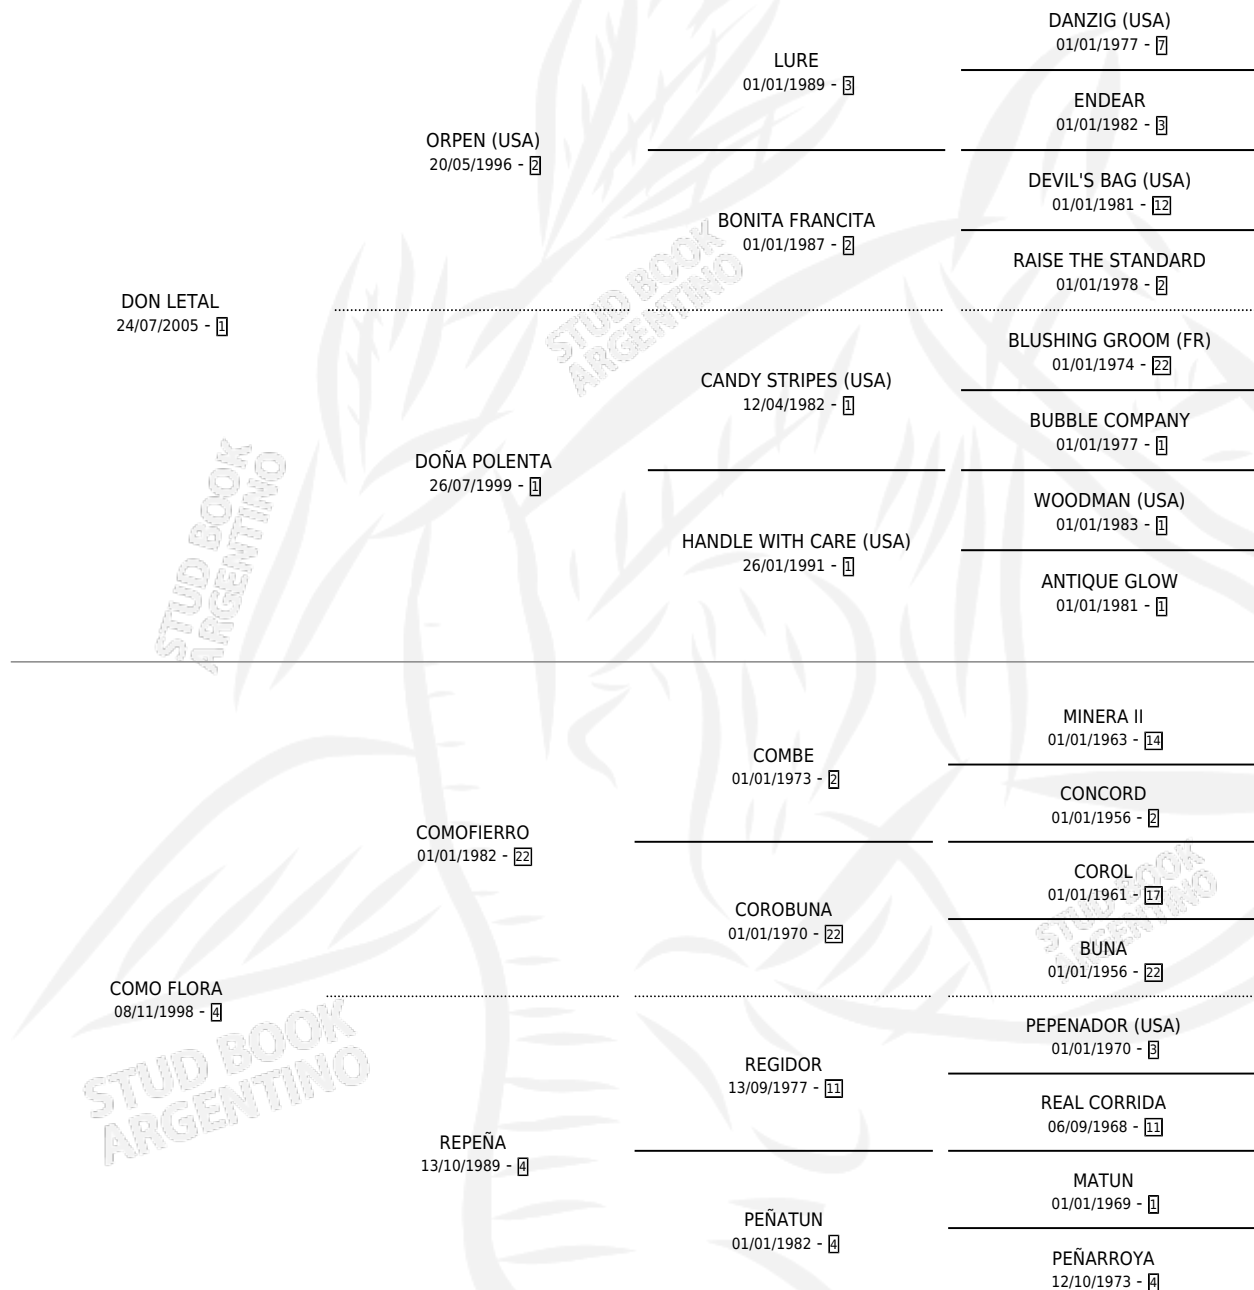 DANZIG (USA)
01/01/1977 - 7
LURE
01/01/1989 - 3
ENDEAR
01/01/1982 - 3
ORPEN (USA)
20/05/1996 - 2
DEVIL'S BAG (USA)
01/01/1981 - 12
BONITA FRANCITA
01/01/1987 - 2
RAISE THE STANDARD
01/01/1978 - 2
DON LETAL
24/07/2005 - 1
BLUSHING GROOM (FR)
01/01/1974 - 22
CANDY STRIPES (USA)
12/04/1982 - 1
BUBBLE COMPANY
01/01/1977 - 1
DOÑA POLENTA
26/07/1999 - 1
WOODMAN (USA)
01/01/1983 - 1
HANDLE WITH CARE (USA)
26/01/1991 - 1
ANTIQUE GLOW
01/01/1981 - 1
MINERA II
01/01/1963 - 14
COMBE
01/01/1973 - 2
CONCORD
01/01/1956 - 2
COMOFIERRO
01/01/1982 - 22
COROL
01/01/1961 - 17
COROBUNA
01/01/1970 - 22
BUNA
01/01/1956 - 22
COMO FLORA
08/11/1998 - 4
PEPENADOR (USA)
01/01/1970 - 3
REGIDOR
13/09/1977 - 11
REAL CORRIDA
06/09/1968 - 11
REPEÑA
13/10/1989 - 4
MATUN
01/01/1969 - 1
PEÑATUN
01/01/1982 - 4
PEÑARROYA
12/10/1973 - 4
STUD BOOK
ARGENTINO
STUD BOOK
ARGENTINO
STUD BOOK
ARGENTINO
STUD BOOK
ARGENTINO